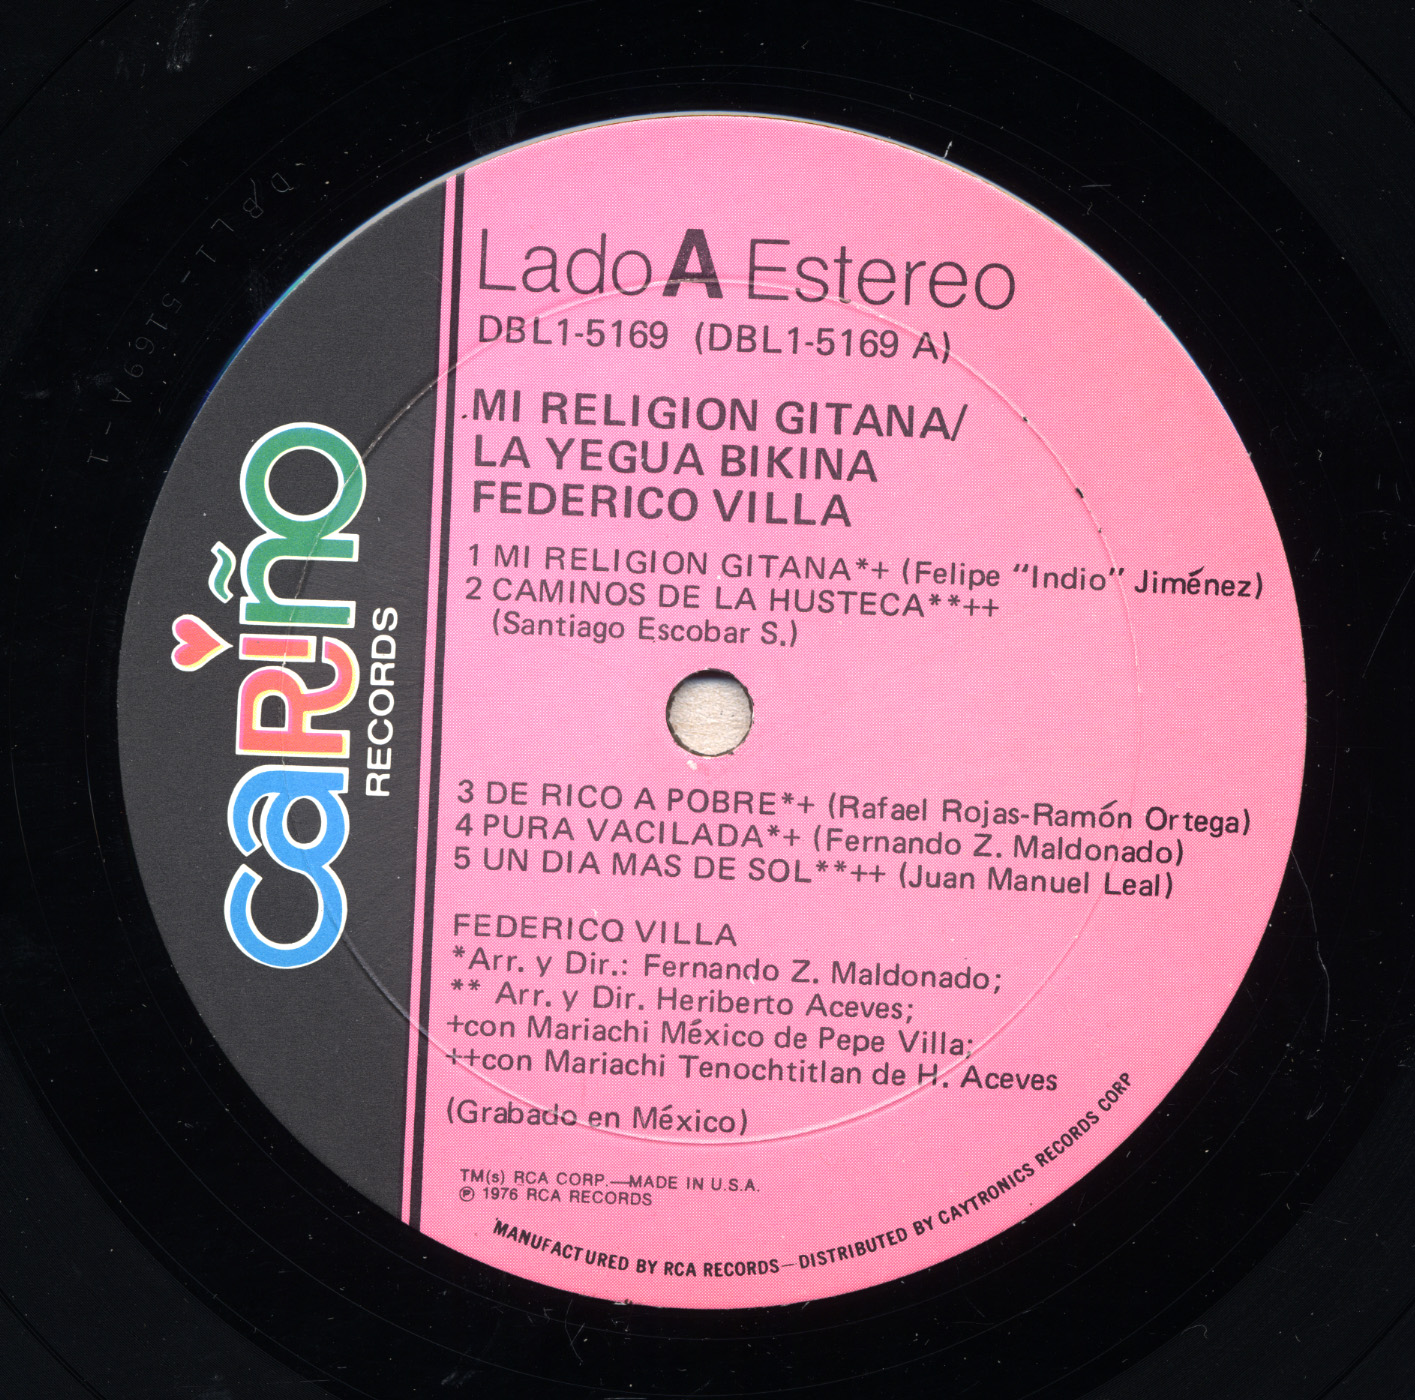 Lado A Estereo
DBL1-5169 (DBL1-5169 A)
MI RELIGION GITANA/
LA YEGUA BIKINA
FEDERICO VILLA
1 MI RELIGION GITANA*+ (Felipe "Indio" Jiménez)
2 CAMINOS DE LA HUSTECA**++
(Santiago Escobar S.)
3 DE RICO A POBRE*+ (Rafael Rojas-Ramón Ortega)
4 PURA VACILADA*+ (Fernando Z. Maldonado)
5 UN DIA MAS DE SOL**++ (Juan Manuel Leal)
FEDERICO VILLA
*Arr. y Dir.: Fernando Z. Maldonado;
** Arr. y Dir. Heriberto Aceves;
+con Mariachi México de Pepe Villa;
++con Mariachi Tenochtitlan de H. Aceves
(Grabado en México)
TM(s) RCA CORP.—MADE IN U.S.A.
℗ 1976 RCA RECORDS
MANUFACTURED BY RCA RECORDS—DISTRIBUTED BY CAYTRONICS RECORDS CORP
CARIÑO
RECORDS
DBL1-5169A-1